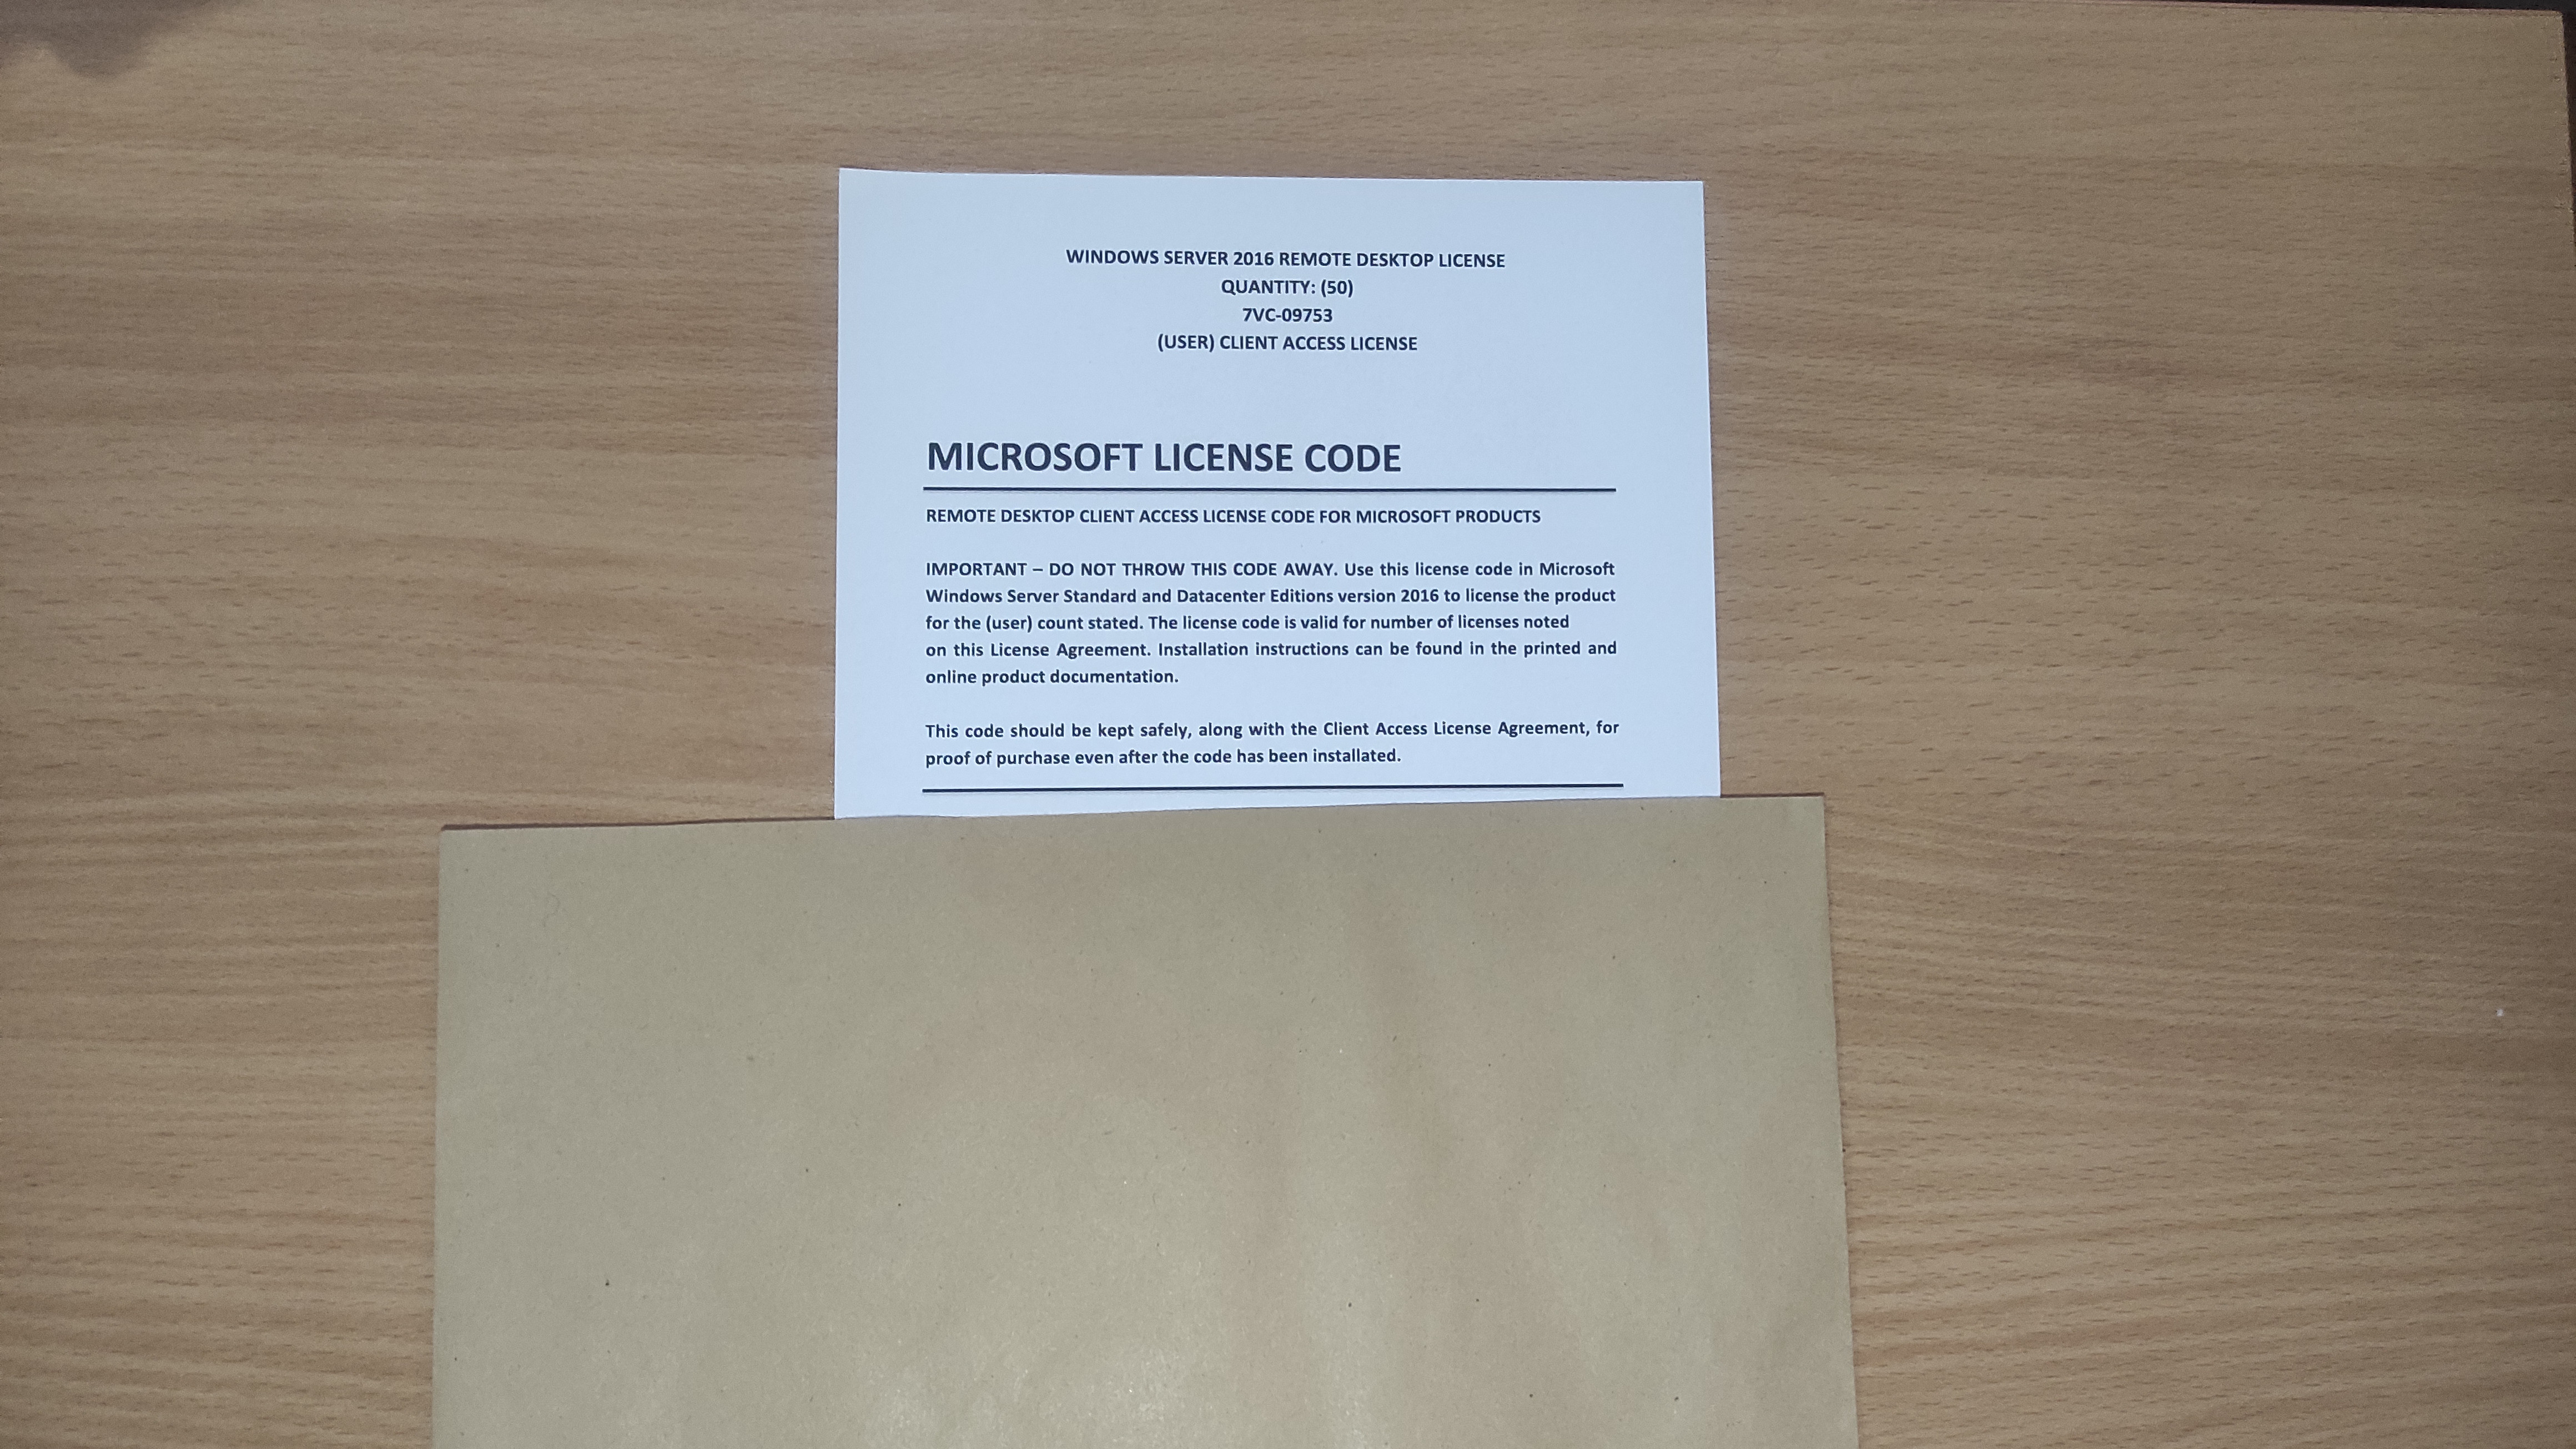 WINDOWS SERVER 2016 REMOTE DESKTOP LICENSE
QUANTITY: (50)
7VC-09753
(USER) CLIENT ACCESS LICENSE
MICROSOFT LICENSE CODE
REMOTE DESKTOP CLIENT ACCESS LICENSE CODE FOR MICROSOFT PRODUCTS
IMPORTANT – DO NOT THROW THIS CODE AWAY. Use this license code in Microsoft
Windows Server Standard and Datacenter Editions version 2016 to license the product
for the (user) count stated. The license code is valid for number of licenses noted
on this License Agreement. Installation instructions can be found in the printed and
online product documentation.
This code should be kept safely, along with the Client Access License Agreement, for
proof of purchase even after the code has been installated.